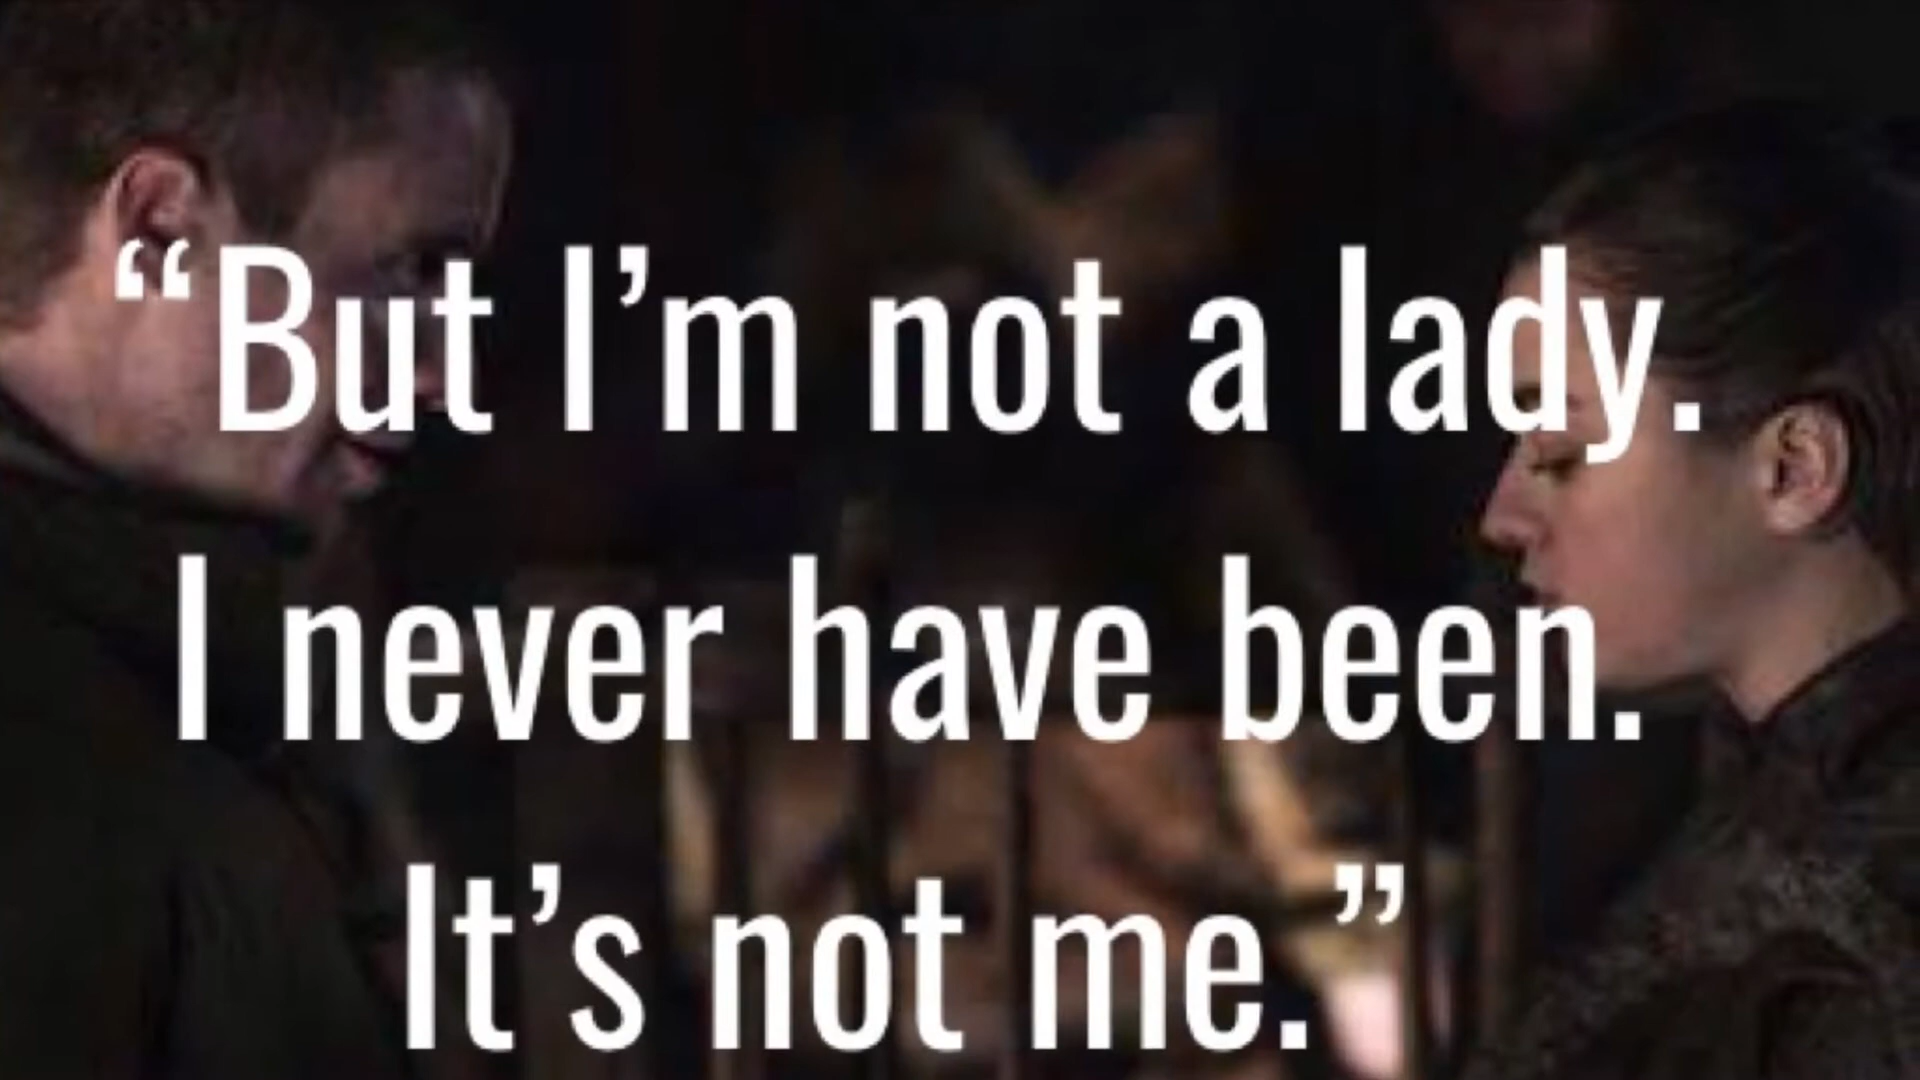 “But I’m not a lady.
I never have been.
It’s not me.”